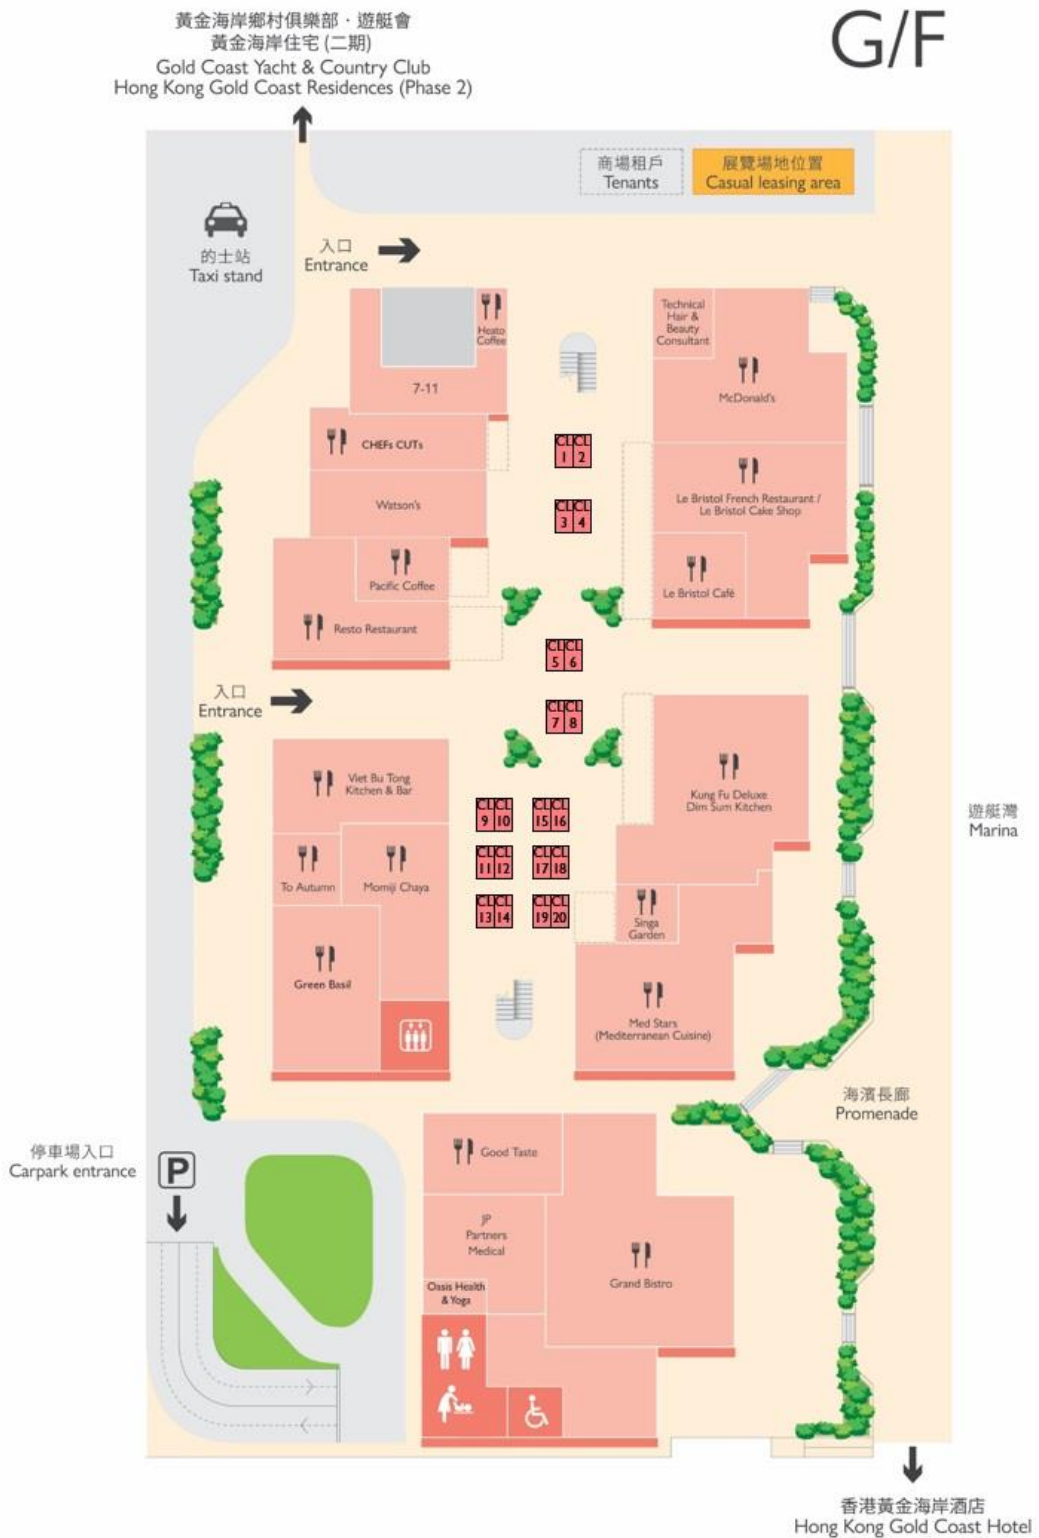 G/F
黃金海岸鄉村俱樂部・遊艇會
黃金海岸住宅 (二期)
Gold Coast Yacht & Country Club
Hong Kong Gold Coast Residences (Phase 2)
商場租戶
Tenants
展覽場地位置
Casual leasing area
的士站
Taxi stand
入口
Entrance
Heato
Coffee
7-11
Technical
Hair &
Beauty
Consultant
McDonald's
CHEFs CUTs
CL CL
1 2
Watson's
Le Bristol French Restaurant /
Le Bristol Cake Shop
CL CL
3 4
Pacific Coffee
Le Bristol Café
Resto Restaurant
CL CL
5 6
入口
Entrance
CL CL
7 8
Viet Bu Tong
Kitchen & Bar
Kung Fu Deluxe
Dim Sum Kitchen
遊艇灣
Marina
CL CL CL CL
9 10 15 16
CL CL CL CL
11 12 17 18
To Autumn
Momiji Chaya
CL CL CL CL
13 14 19 20
Singa
Garden
Green Basil
Med Stars
(Mediterranean Cuisine)
海濱長廊
Promenade
停車場入口
Carpark entrance
P
Good Taste
JP
Partners
Medical
Oasis Health
& Yoga
Grand Bistro
香港黃金海岸酒店
Hong Kong Gold Coast Hotel